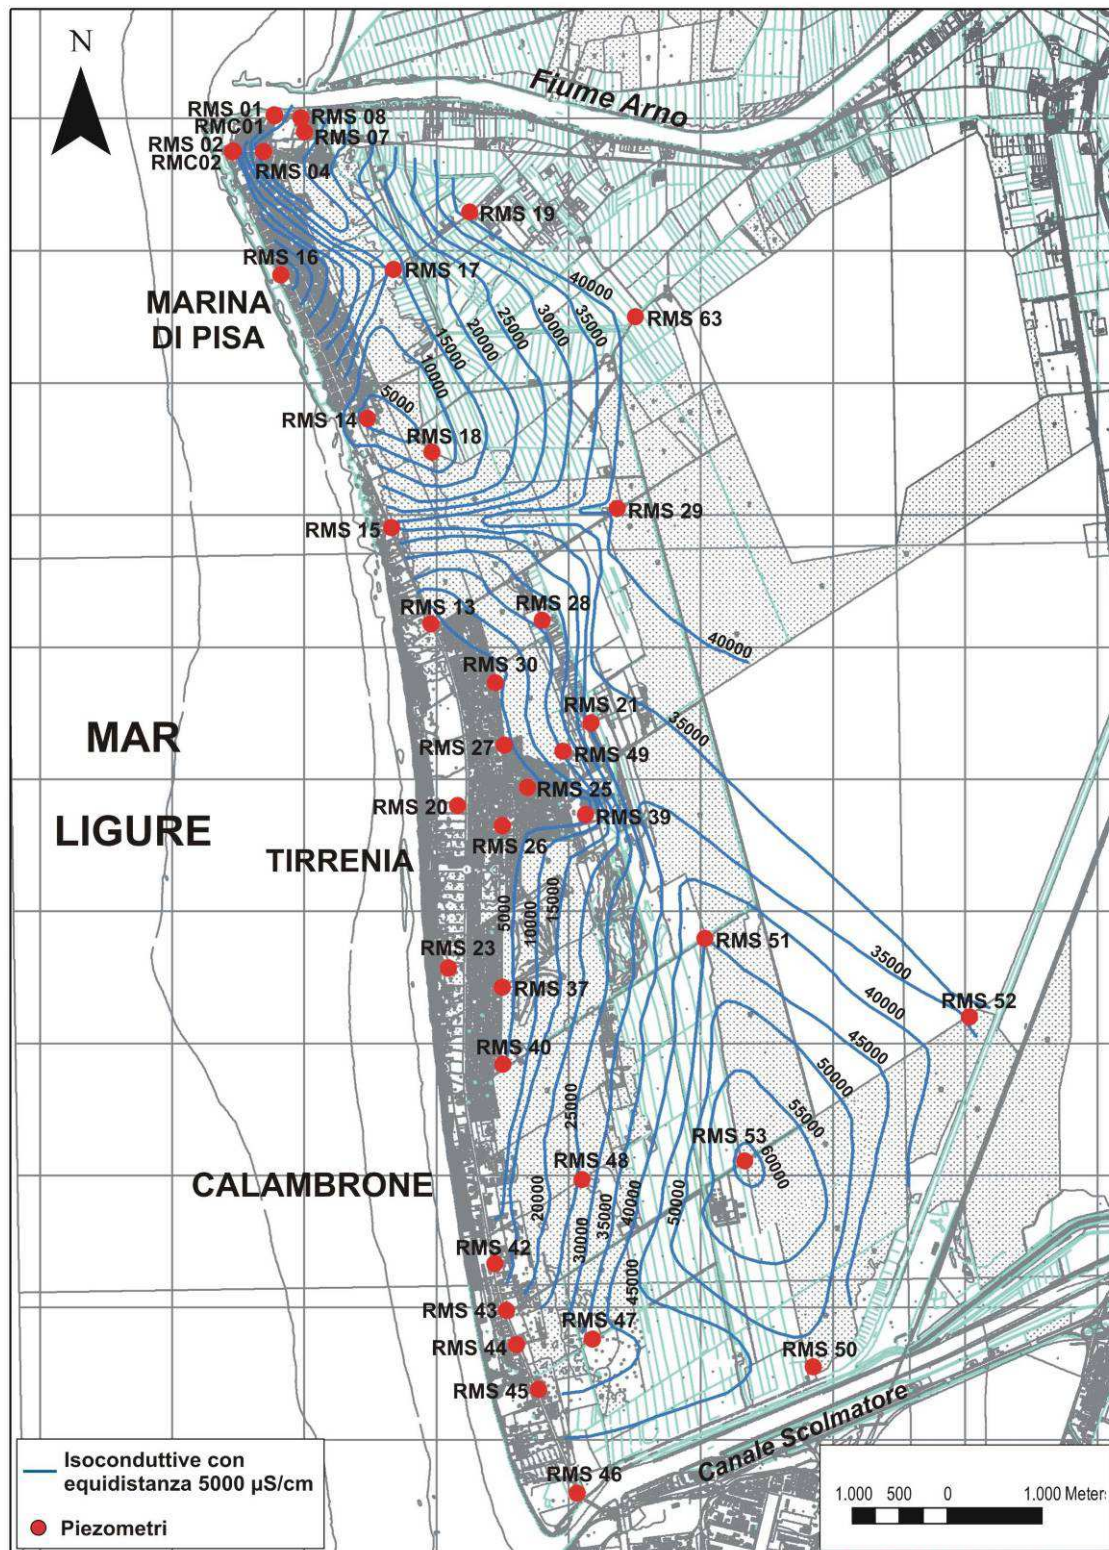 N
Fiume Arno
RMS 01
RMS 08
RMC01
RMS 07
RMS 02
RMC02
RMS 04
RMS 19
RMS 16
RMS 17
40000
MARINA
DI PISA
RMS 63
35000
30000
25000
20000
15000
10000
5000
RMS 14
RMS 18
RMS 29
RMS 15
RMS 13
RMS 28
40000
RMS 30
RMS 21
35000
MAR
LIGURE
RMS 27
RMS 49
RMS 25
RMS 20
RMS 39
RMS 26
TIRRENIA
5000
10000
15000
RMS 51
RMS 23
35000
40000
RMS 37
RMS 52
45000
RMS 40
50000
25000
55000
RMS 53
60000
CALAMBRONE
RMS 48
20000
30000
35000
40000
50000
RMS 42
45000
RMS 43
RMS 47
RMS 44
RMS 50
RMS 45
Canale Scolmatore
RMS 46
Isoconduttive con
equidistanza 5000 µS/cm
Piezometri
1.000 500 0 1.000 Meters